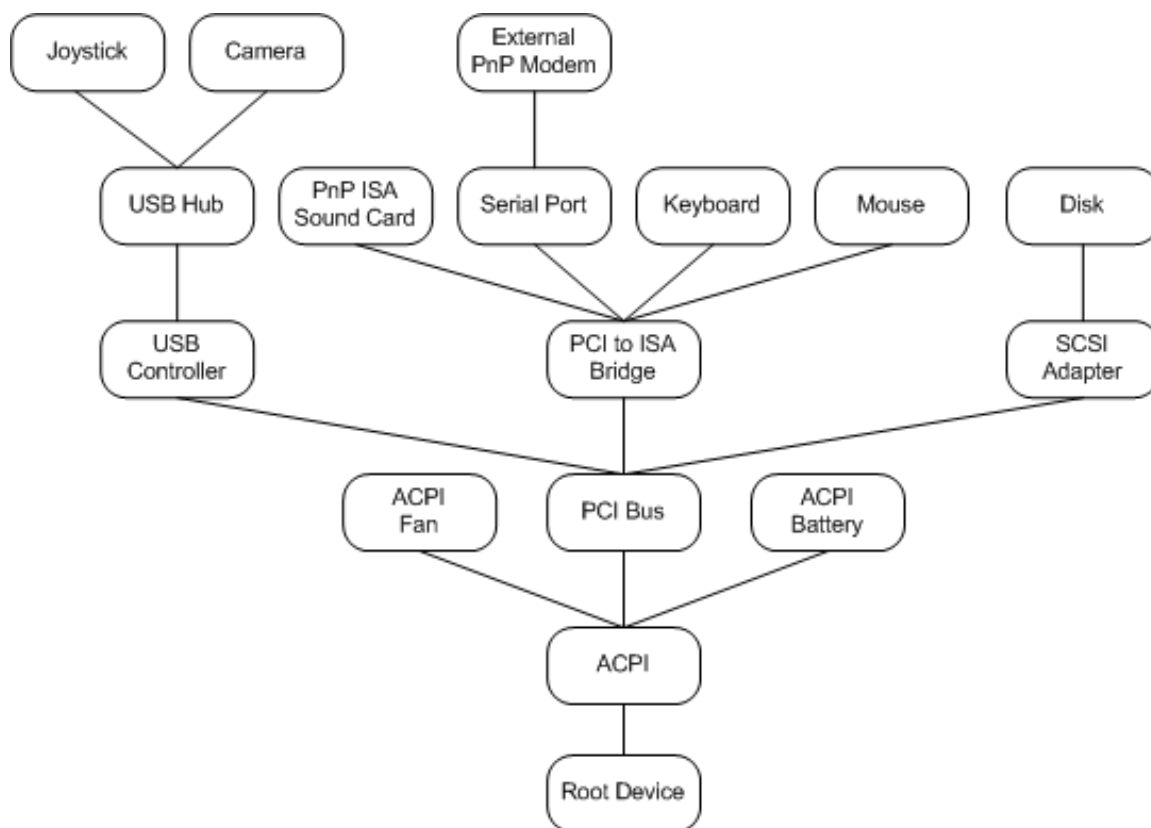 Joystick
Camera
External
PnP Modem
USB Hub
PnP ISA
Sound Card
Serial Port
Keyboard
Mouse
Disk
USB
Controller
PCI to ISA
Bridge
SCSI
Adapter
ACPI
Fan
PCI Bus
ACPI
Battery
ACPI
Root Device